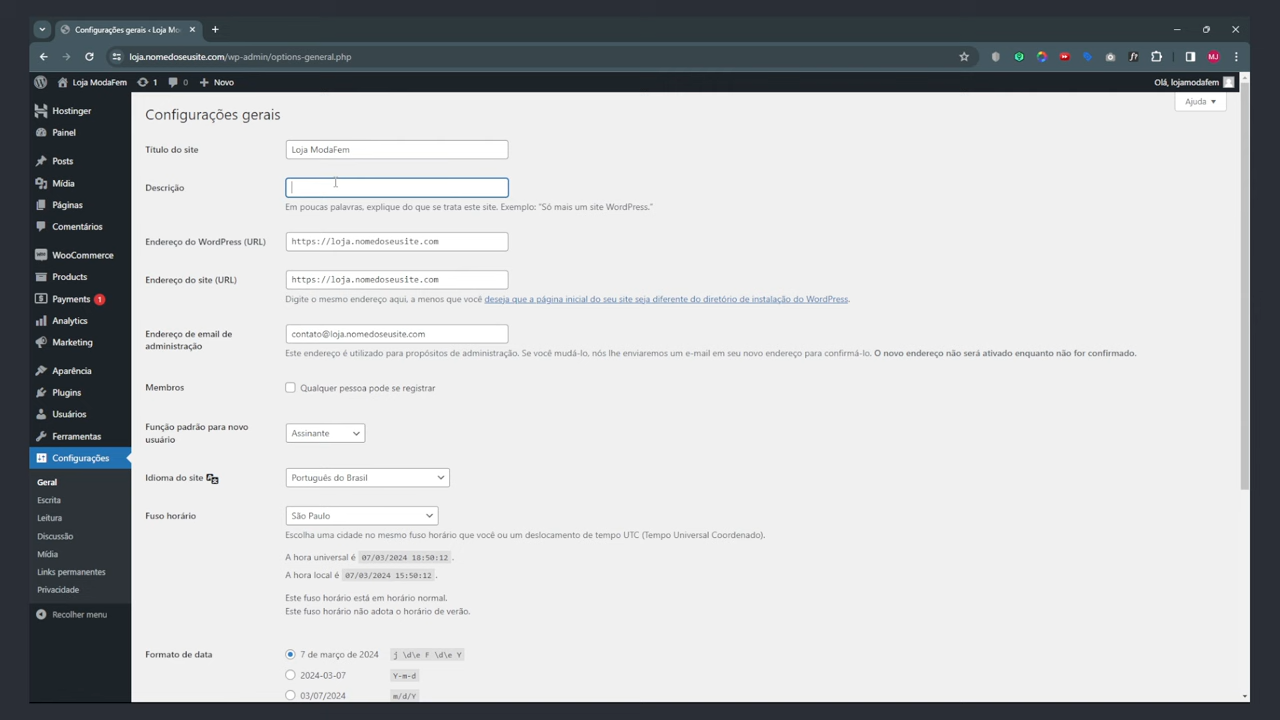 Configurações gerais ‹ Loja Mo
loja.nomedoseusite.com/wp-admin/options-general.php
MJ
Loja ModaFem
1
0
Novo
Olá, lojamodafem
Ajuda
Hostinger
Painel
Posts
Mídia
Páginas
Comentários
WooCommerce
Products
Payments 1
Analytics
Marketing
Aparência
Plugins
Usuários
Ferramentas
Configurações
Geral
Escrita
Leitura
Discussão
Mídia
Links permanentes
Privacidade
Recolher menu
Configurações gerais
Título do site
Loja ModaFem
Descrição
Em poucas palavras, explique do que se trata este site. Exemplo: "Só mais um site WordPress."
Endereço do WordPress (URL)
https://loja.nomedoseusite.com
Endereço do site (URL)
https://loja.nomedoseusite.com
Digite o mesmo endereço aqui, a menos que você deseja que a página inicial do seu site seja diferente do diretório de instalação do WordPress.
Endereço de email de
administração
contato@loja.nomedoseusite.com
Este endereço é utilizado para propósitos de administração. Se você mudá-lo, nós lhe enviaremos um e-mail em seu novo endereço para confirmá-lo. O novo endereço não será ativado enquanto não for confirmado.
Membros
Qualquer pessoa pode se registrar
Função padrão para novo
usuário
Assinante
Idioma do site
Português do Brasil
Fuso horário
São Paulo
Escolha uma cidade no mesmo fuso horário que você ou um deslocamento de tempo UTC (Tempo Universal Coordenado).
A hora universal é 07/03/2024 18:50:12 .
A hora local é 07/03/2024 15:50:12 .
Este fuso horário está em horário normal.
Este fuso horário não adota o horário de verão.
Formato de data
7 de março de 2024 j \d\e F \d\e Y
2024-03-07 Y-m-d
03/07/2024 m/d/Y